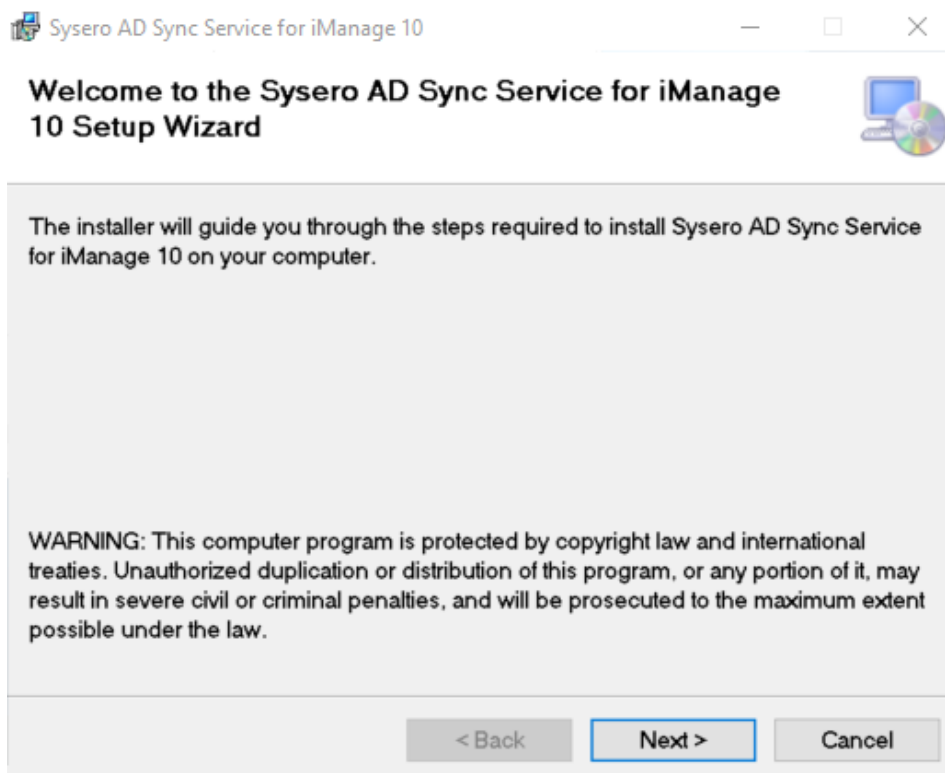 Sysero AD Sync Service for iManage 10
Welcome to the Sysero AD Sync Service for iManage
10 Setup Wizard
The installer will guide you through the steps required to install Sysero AD Sync Service
for iManage 10 on your computer.
WARNING: This computer program is protected by copyright law and international
treaties. Unauthorized duplication or distribution of this program, or any portion of it, may
result in severe civil or criminal penalties, and will be prosecuted to the maximum extent
possible under the law.
< Back Next > Cancel